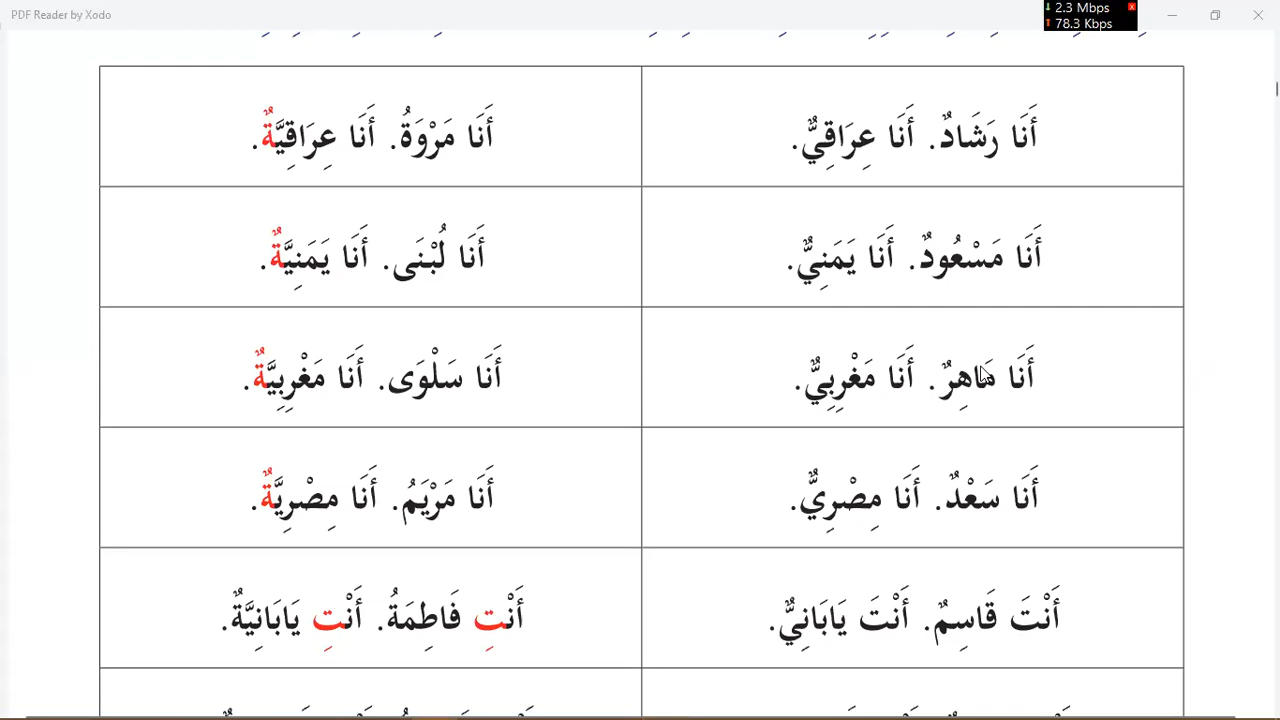 PDF Reader by Xodo
2.3 Mbps
78.3 Kbps
أَنَا رَشَادٌ. أَنَا عِرَاقِيٌّ.
أَنَا مَرْوَةُ. أَنَا عِرَاقِيَّةٌ.
أَنَا مَسْعُودٌ. أَنَا يَمَنِيٌّ.
أَنَا لُبْنَى. أَنَا يَمَنِيَّةٌ.
أَنَا مَاهِرٌ. أَنَا مَغْرِبِيٌّ.
أَنَا سَلْوَى. أَنَا مَغْرِبِيَّةٌ.
أَنَا سَعْدٌ. أَنَا مِصْرِيٌّ.
أَنَا مَرْيَمُ. أَنَا مِصْرِيَّةٌ.
أَنْتَ قَاسِمٌ. أَنْتَ يَابَانِيٌّ.
أَنْتِ فَاطِمَةُ. أَنْتِ يَابَانِيَّةٌ.